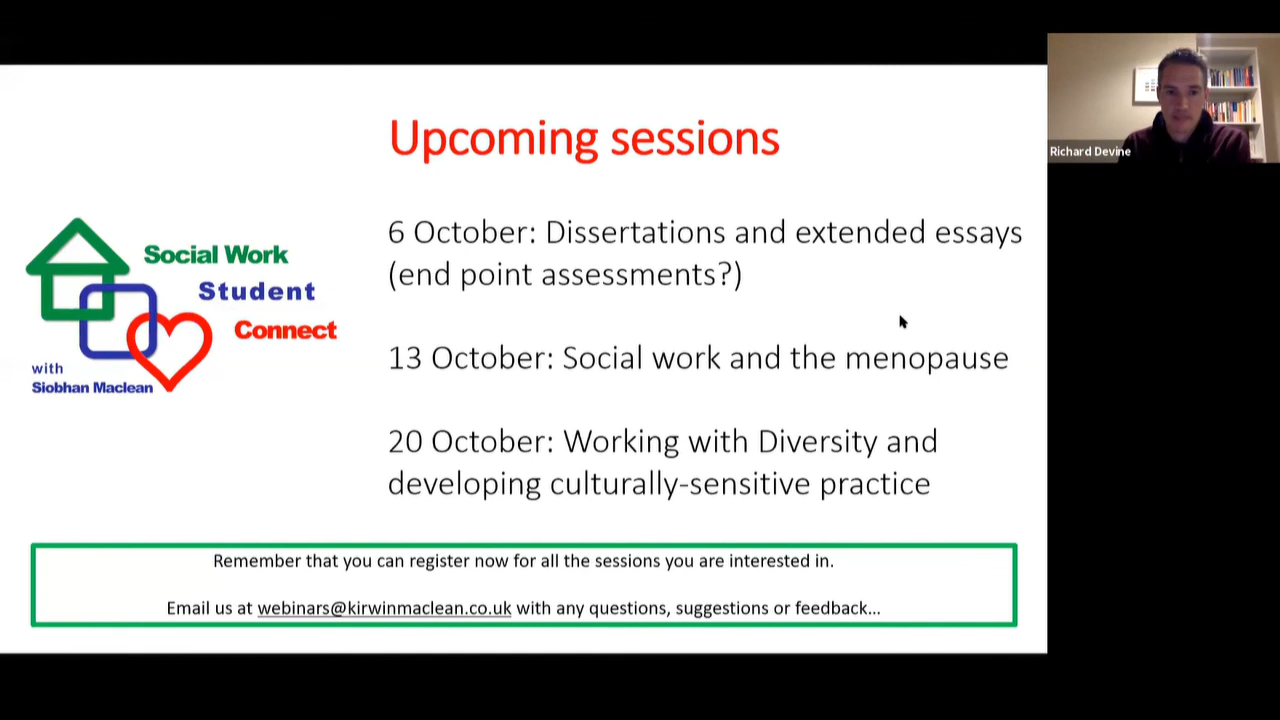 Upcoming sessions
6 October: Dissertations and extended essays
(end point assessments?)
13 October: Social work and the menopause
20 October: Working with Diversity and
developing culturally-sensitive practice
Social Work
Student
Connect
with
Siobhan Maclean
Remember that you can register now for all the sessions you are interested in.
Email us at webinars@kirwinmaclean.co.uk with any questions, suggestions or feedback...
Richard Devine